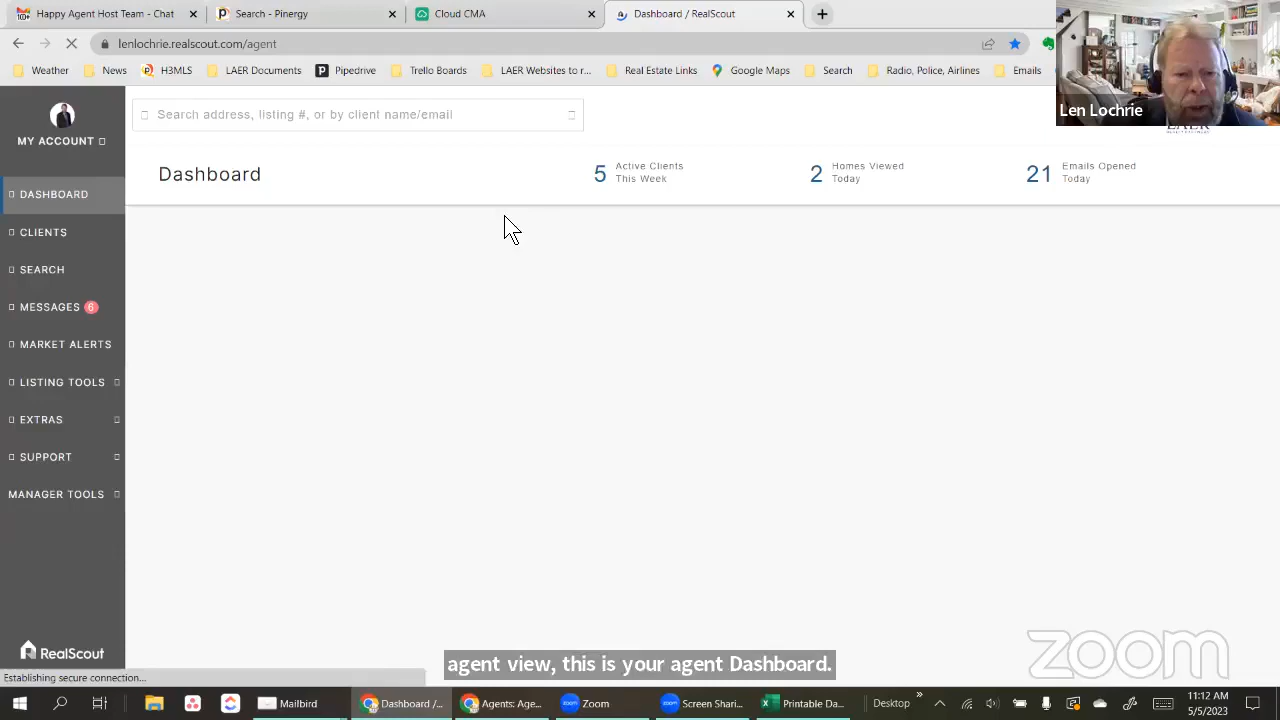 Happy Agent Host Team - Chat
Search - Pinergy
Cloud CMA
Dashboard / RealScout
lenlochrie.realscout.com/agent
Weather
News
H3MLS
LAER Documents
Pipedrive
Hello Boards
LAER Websites to r...
Real Estate Links
Google Maps
Search
Radio, Police, Airlines
Emails
Len Lochrie
MY ACCOUNT
Search address, listing #, or by client name/email
Dashboard
5 Active Clients
This Week
2 Homes Viewed
Today
21 Emails Opened
Today
DASHBOARD
CLIENTS
SEARCH
MESSAGES 6
MARKET ALERTS
LISTING TOOLS
EXTRAS
SUPPORT
MANAGER TOOLS
RealScout
Establishing secure connection...
agent view, this is your agent Dashboard.
zoom
Mailbird
Dashboard /...
Agents: Age...
Zoom
Screen Shari...
Printable Da...
Desktop
11:12 AM
5/5/2023